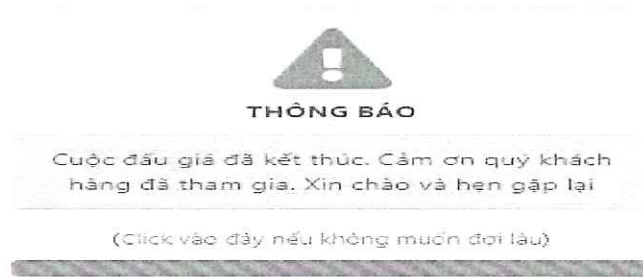 THÔNG BÁO
Cuộc đấu giá đã kết thúc. Cảm ơn quý khách
hàng đã tham gia. Xin chào và hẹn gặp lại
(Click vào đây nếu không muốn đợi lâu)